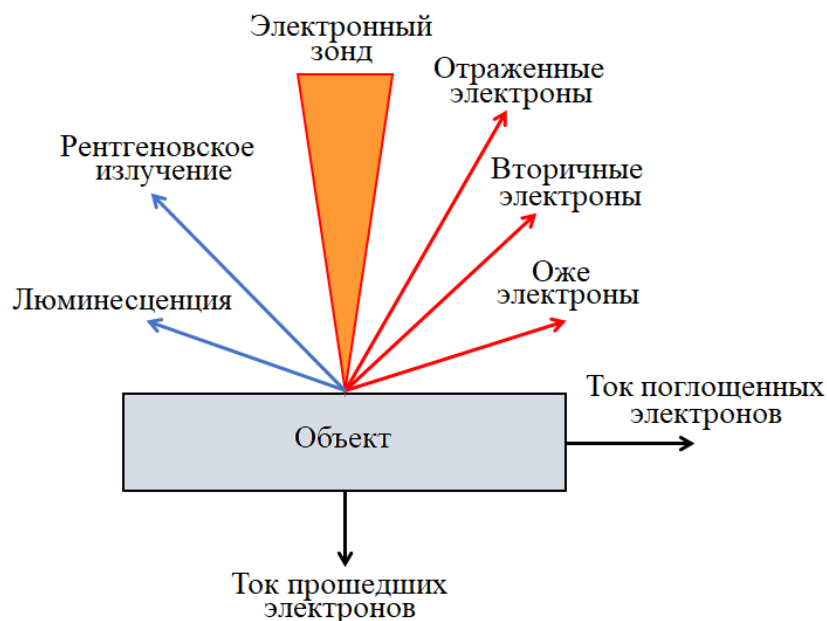 Электронный
зонд
Отраженные
электроны
Рентгеновское
излучение
Вторичные
электроны
Люминесценция
Оже
электроны
Ток поглощенных
электронов
Объект
Ток прошедших
электронов